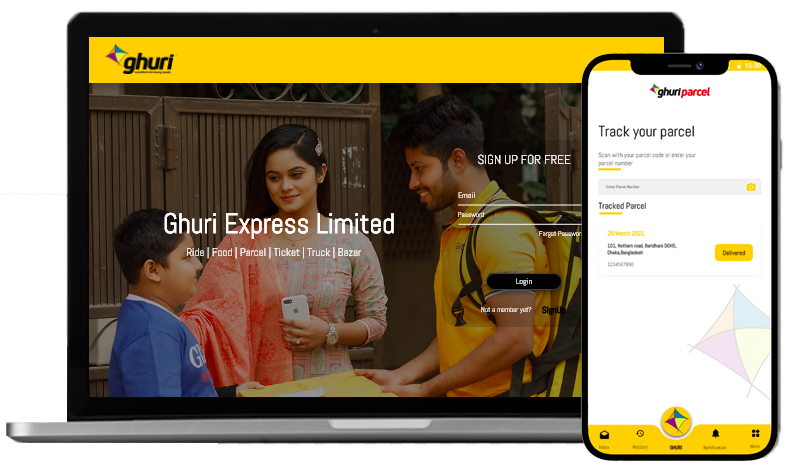 ghuri
Ghuri Express Limited
Ride | Food | Parcel | Ticket | Truck | Bazar
SIGN UP FOR FREE
Email
Password
Forgot Password
Login
Not a member yet? SignUp
12:30
ghuri parcel
Track your parcel
Scan with your parcel code or enter your
parcel number
Enter Parcel Number
Tracked Parcel
20 March 2021
101, Nothern road, Baridhara DOHS,
Dhaka,Bangladesh
Delivered
1234567890
Inbox
History
GHURI
Notification
More